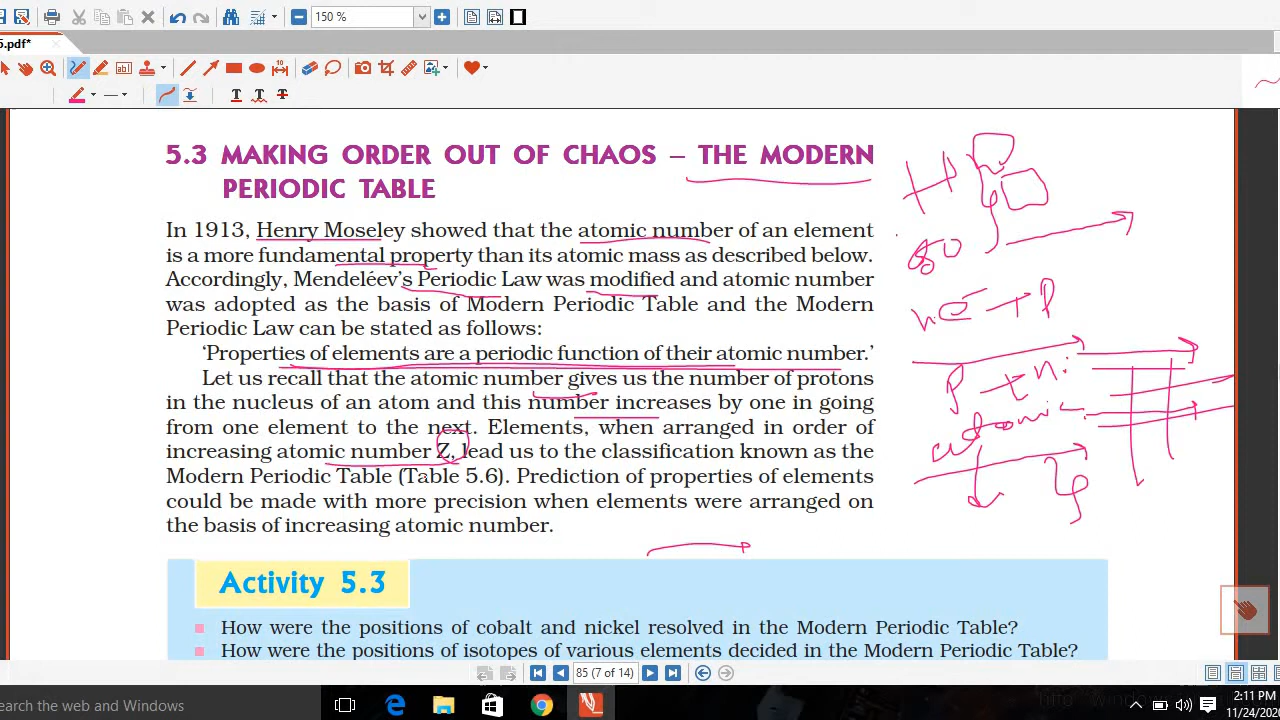 150 %
5.pdf*
5.3 MAKING ORDER OUT OF CHAOS – THE MODERN
PERIODIC TABLE
In 1913, Henry Moseley showed that the atomic number of an element
is a more fundamental property than its atomic mass as described below.
Accordingly, Mendeléev's Periodic Law was modified and atomic number
was adopted as the basis of Modern Periodic Table and the Modern
Periodic Law can be stated as follows:
'Properties of elements are a periodic function of their atomic number.'
Let us recall that the atomic number gives us the number of protons
in the nucleus of an atom and this number increases by one in going
from one element to the next. Elements, when arranged in order of
increasing atomic number Z, lead us to the classification known as the
Modern Periodic Table (Table 5.6). Prediction of properties of elements
could be made with more precision when elements were arranged on
the basis of increasing atomic number.
atomic
Activity 5.3
How were the positions of cobalt and nickel resolved in the Modern Periodic Table?
How were the positions of isotopes of various elements decided in the Modern Periodic Table?
85 (7 of 14)
earch the web and Windows
2:11 PM
11/24/202